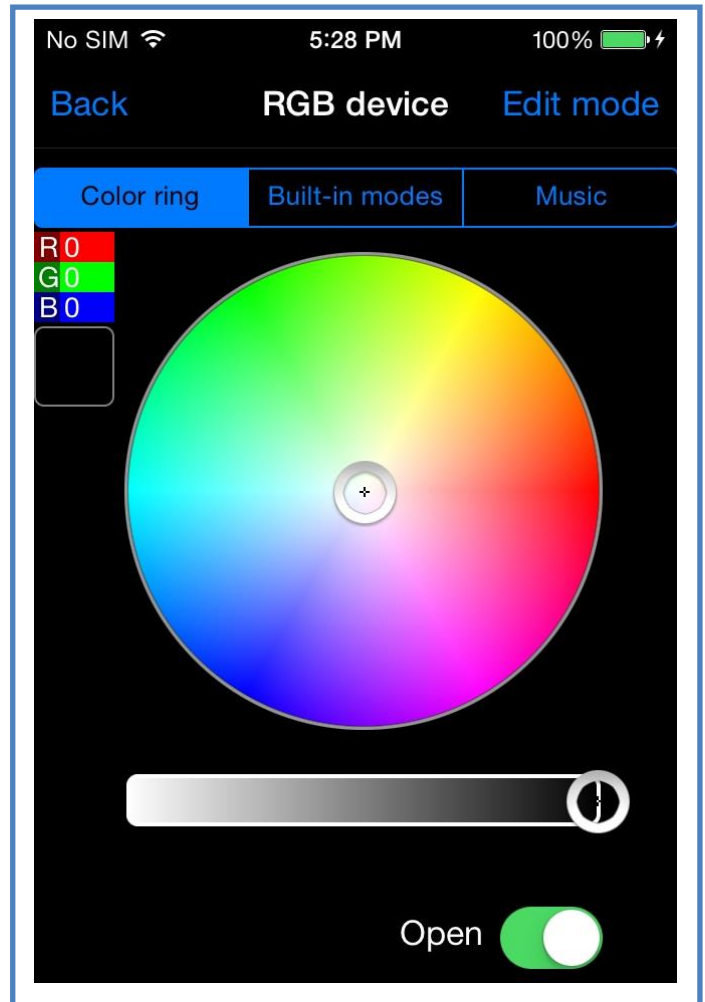 No SIM 5:28 PM 100%
Back RGB device Edit mode
Color ring Built-in modes Music
R 0
G 0
B 0
Open